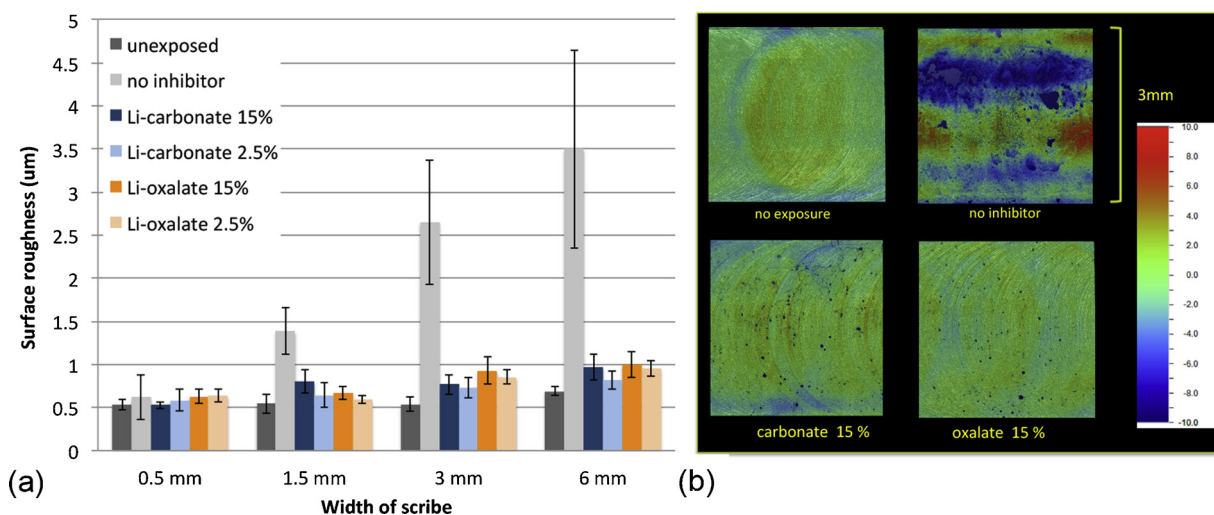 5
4.5
4
3.5
3
2.5
2
1.5
1
0.5
0
Surface roughness (um)
unexposed
no inhibitor
Li-carbonate 15%
Li-carbonate 2.5%
Li-oxalate 15%
Li-oxalate 2.5%
0.5 mm
1.5 mm
3 mm
6 mm
Width of scribe
(a)
no exposure
no inhibitor
3mm
carbonate 15 %
oxalate 15 %
10.0
8.0
6.0
4.0
2.0
0.0
-2.0
-4.0
-6.0
-8.0
-10.0
(b)